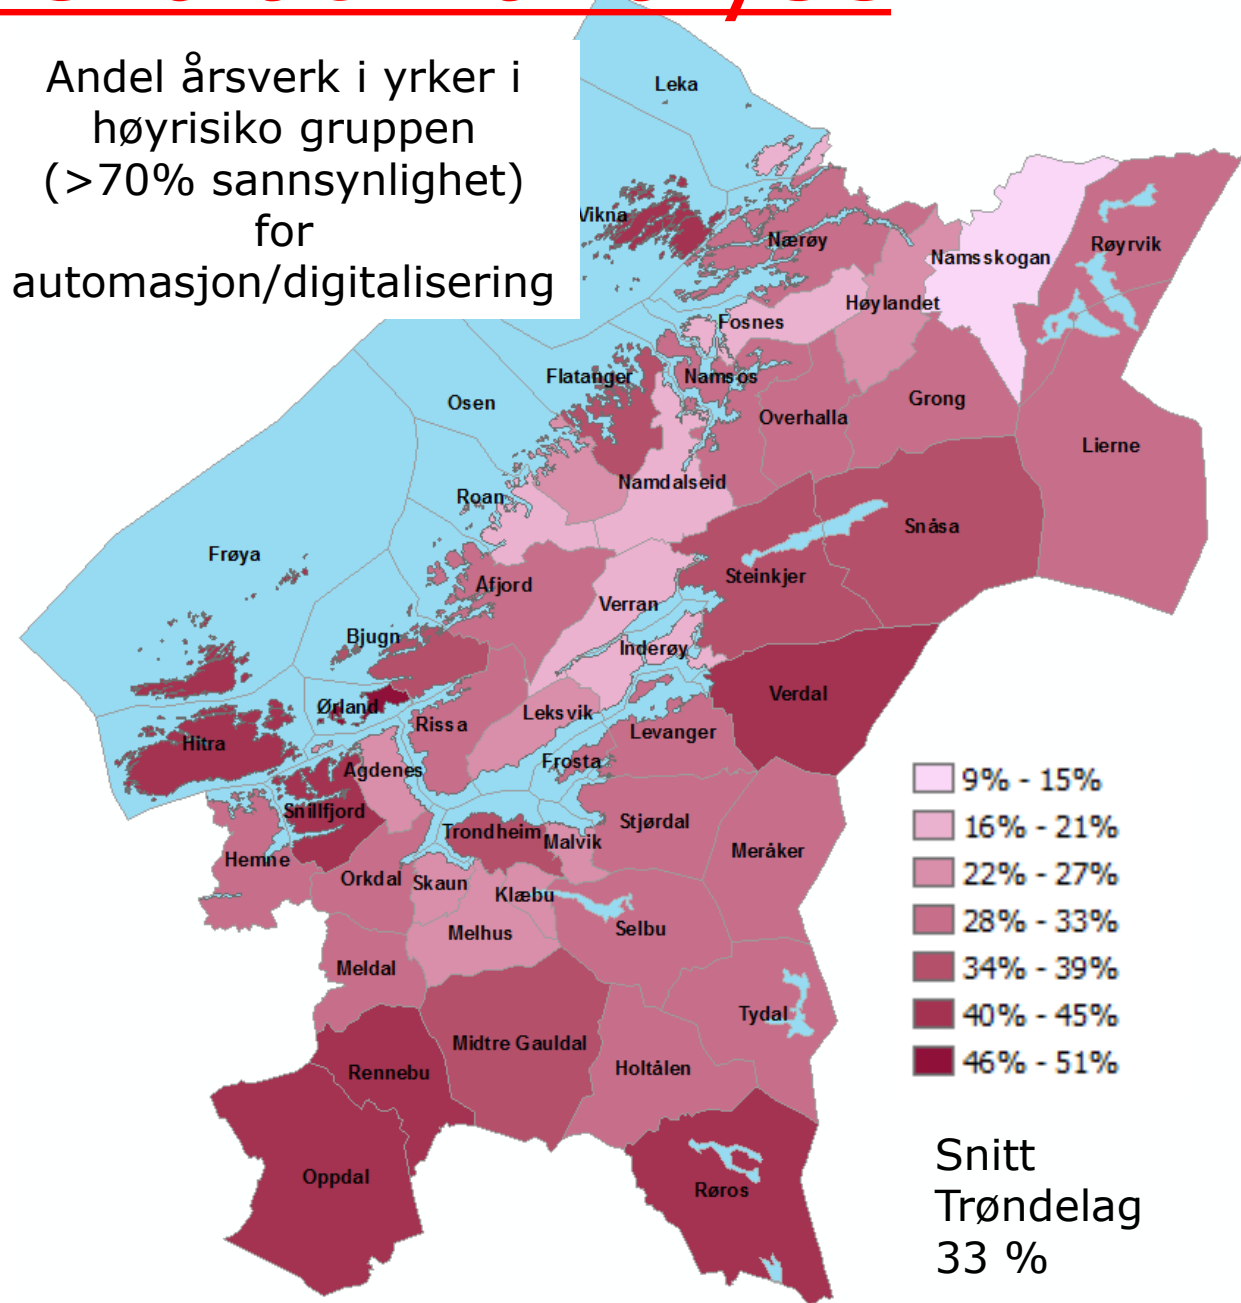 Andel årsverk i yrker i
høyrisiko gruppen
(>70% sannsynlighet)
for
automasjon/digitalisering
Leka
Vikna
Nærøy
Namsskogan
Røyrvik
Høylandet
Fosnes
Flatanger
Namsos
Osen
Overhalla
Grong
Lierne
Namdalseid
Roan
Snåsa
Frøya
Steinkjer
Åfjord
Verran
Bjugn
Inderøy
Verdal
Ørland
Leksvik
Rissa
Levanger
Hitra
Frosta
Agdenes
Snillfjord
Stjørdal
Trondheim
Malvik
Meråker
Hemne
Orkdal
Skaun
Klæbu
Selbu
Melhus
Meldal
Tydal
Midtre Gauldal
Holtålen
Rennebu
Oppdal
Røros
9% - 15%
16% - 21%
22% - 27%
28% - 33%
34% - 39%
40% - 45%
46% - 51%
Snitt
Trøndelag
33 %